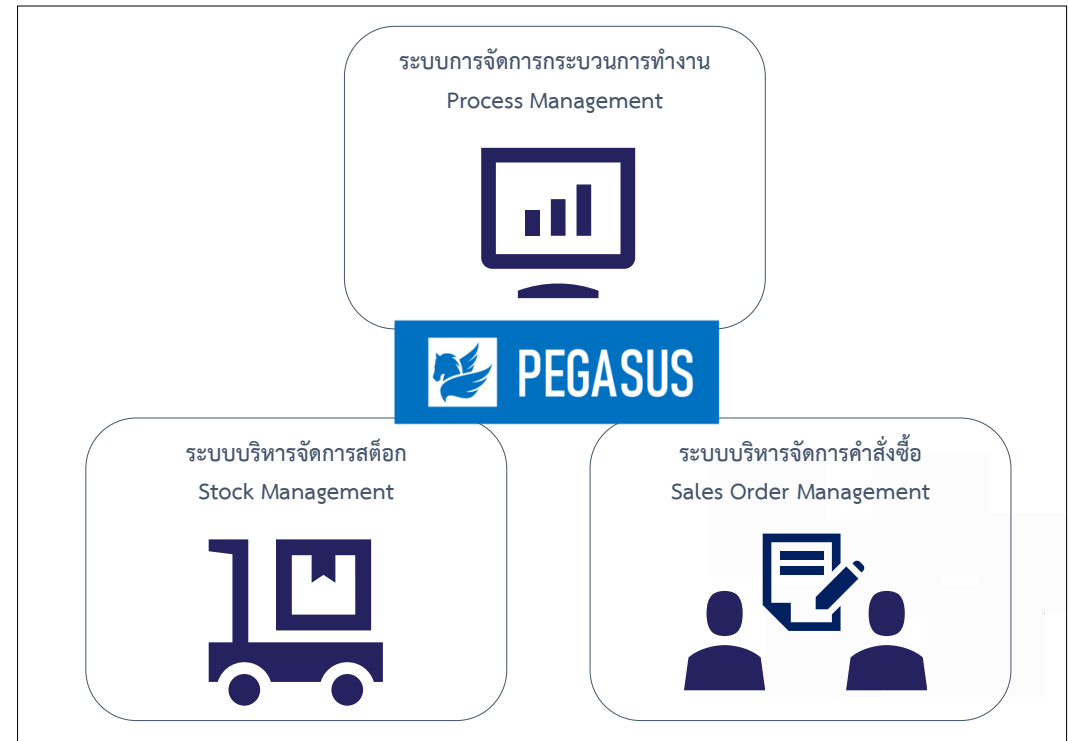 ระบบการจัดการกระบวนการทำงาน
Process Management
PEGASUS
ระบบบริหารจัดการสต็อก
Stock Management
ระบบบริหารจัดการคำสั่งซื้อ
Sales Order Management